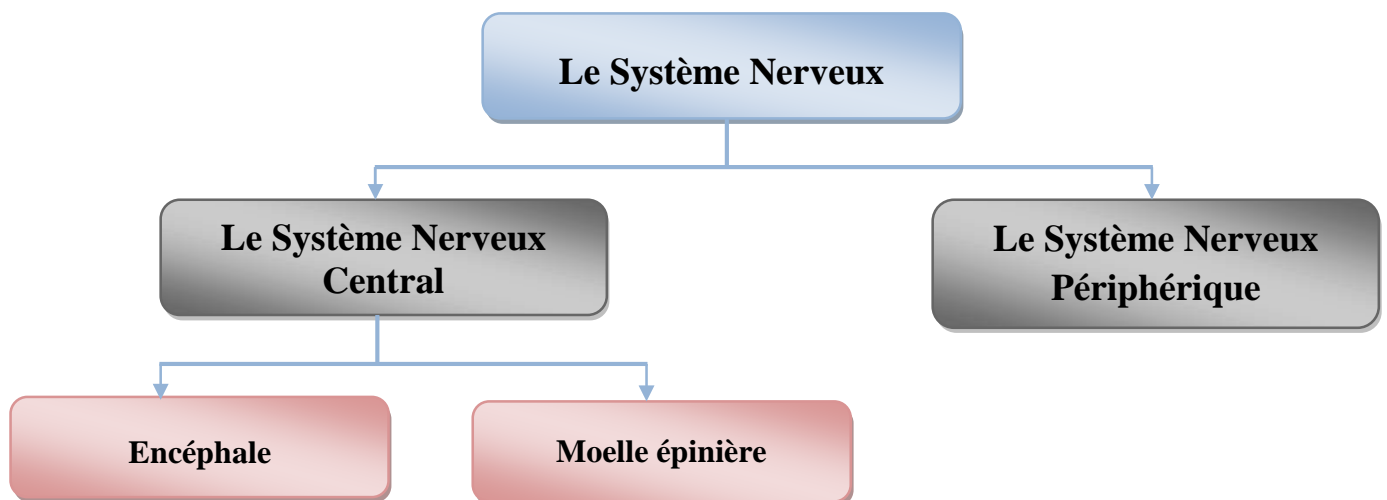 Le Système Nerveux
Le Système Nerveux
Central
Le Système Nerveux
Périphérique
Encéphale
Moelle épinière